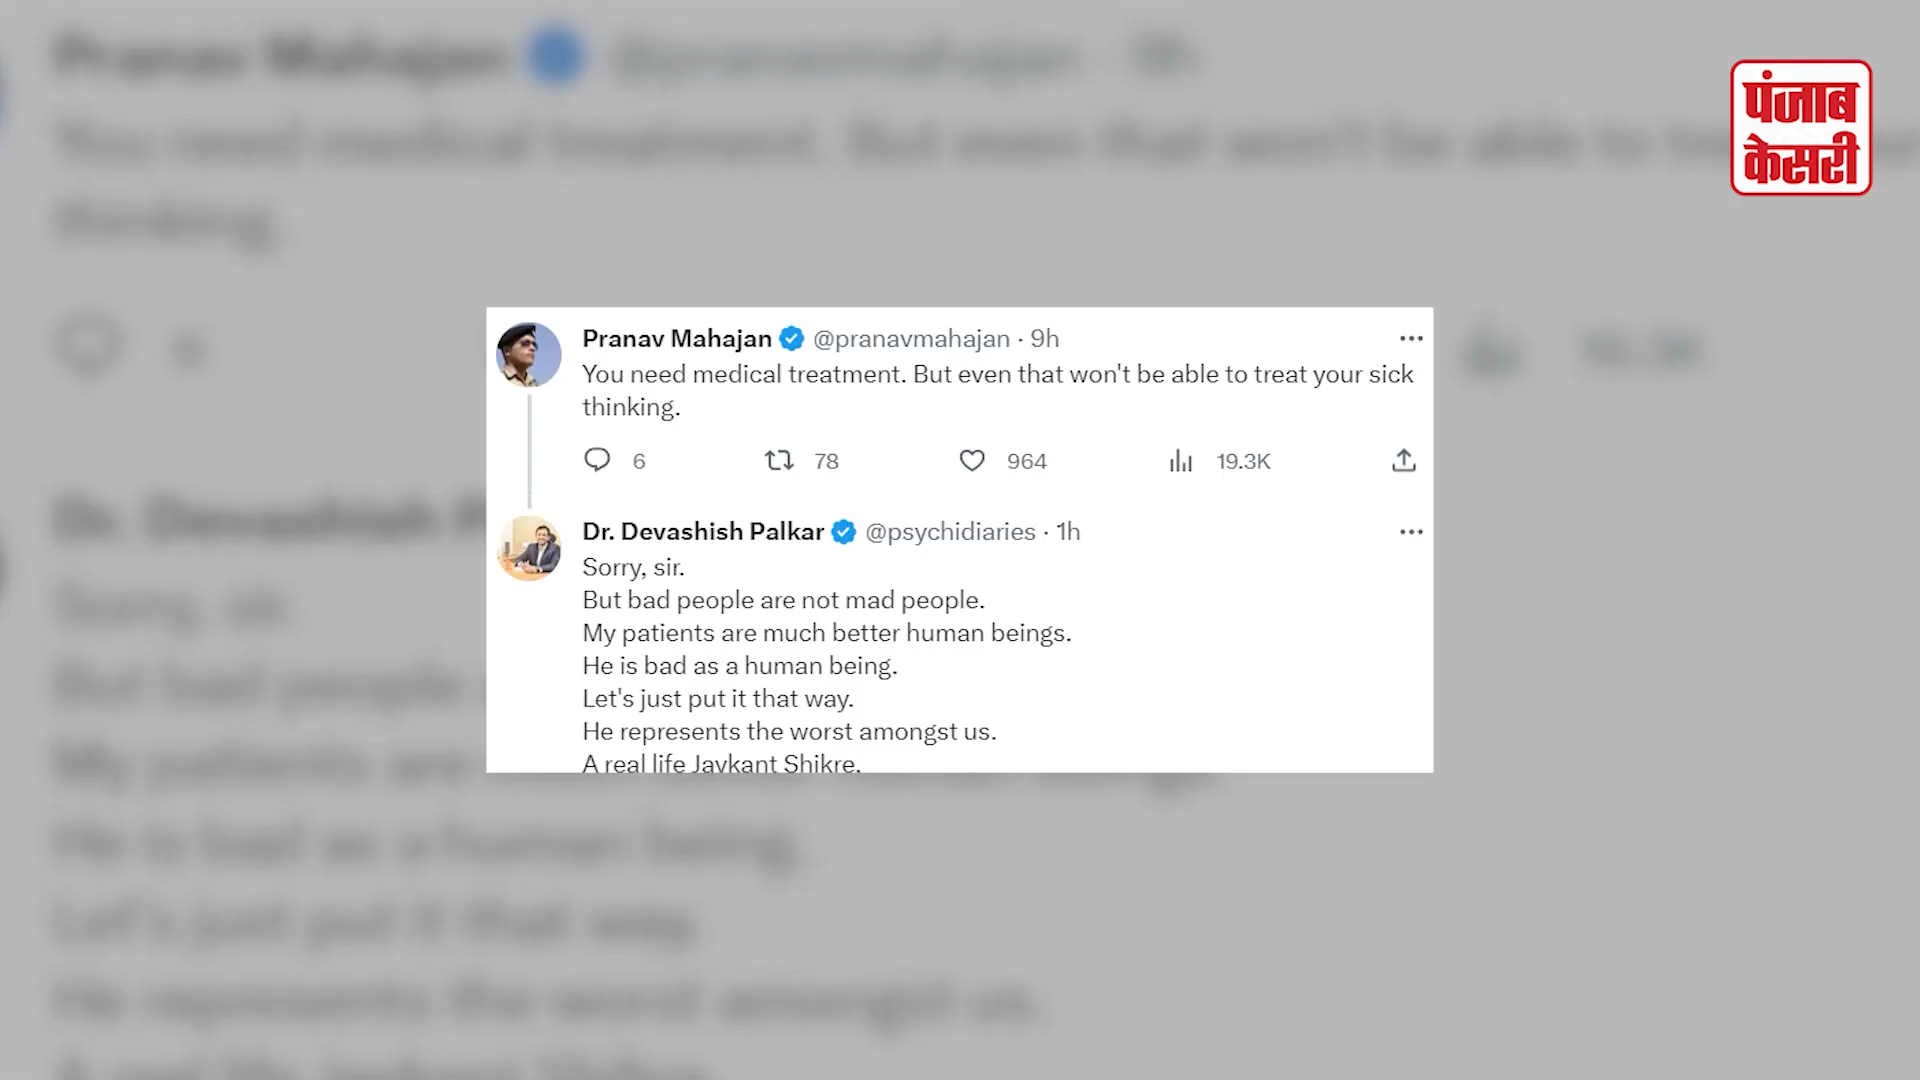 पंजाब
केसरी
Pranav Mahajan @pranavmahajan · 9h
You need medical treatment. But even that won't be able to treat your sick
thinking.
6 78 964 19.3K
Dr. Devashish Palkar @psychidiaries · 1h
Sorry, sir.
But bad people are not mad people.
My patients are much better human beings.
He is bad as a human being.
Let's just put it that way.
He represents the worst amongst us.
A real life Jaykant Shikre.